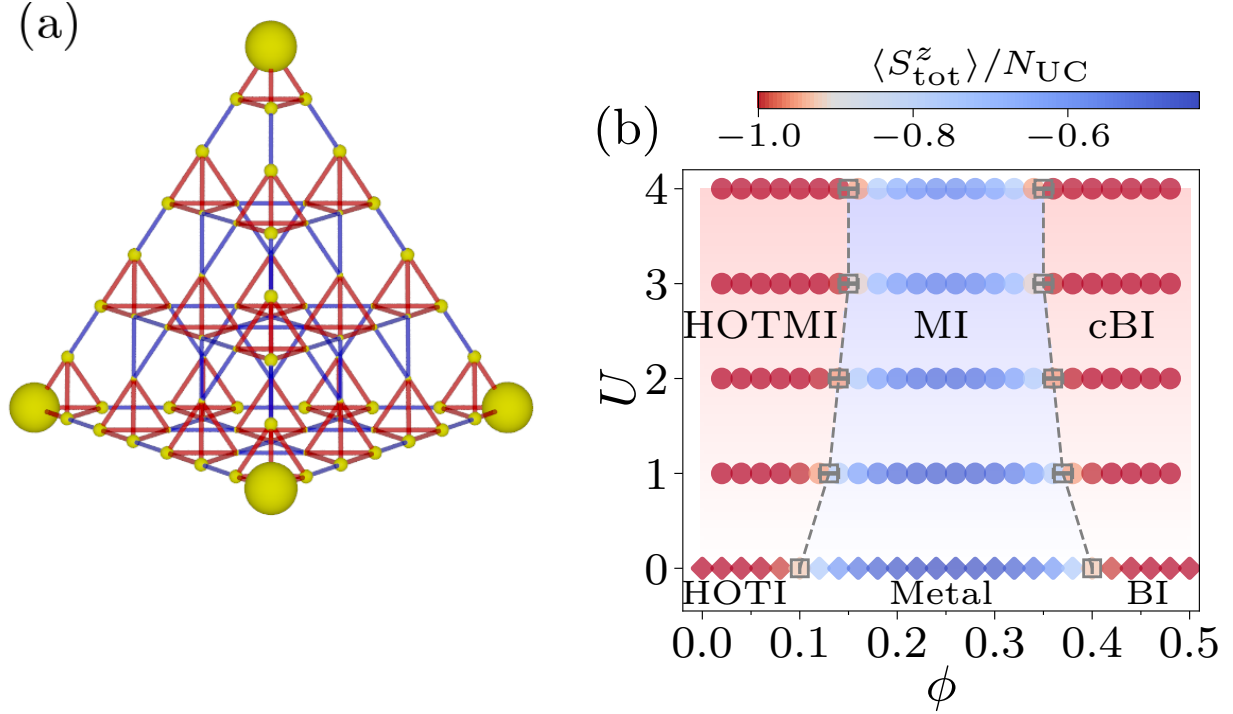 (a)
⟨S^z_tot⟩/N_UC
−1.0 −0.8 −0.6
(b)
4
3
HOTMI MI cBI
U
2
1
0
HOTI Metal BI
0.0 0.1 0.2 0.3 0.4 0.5
ϕ